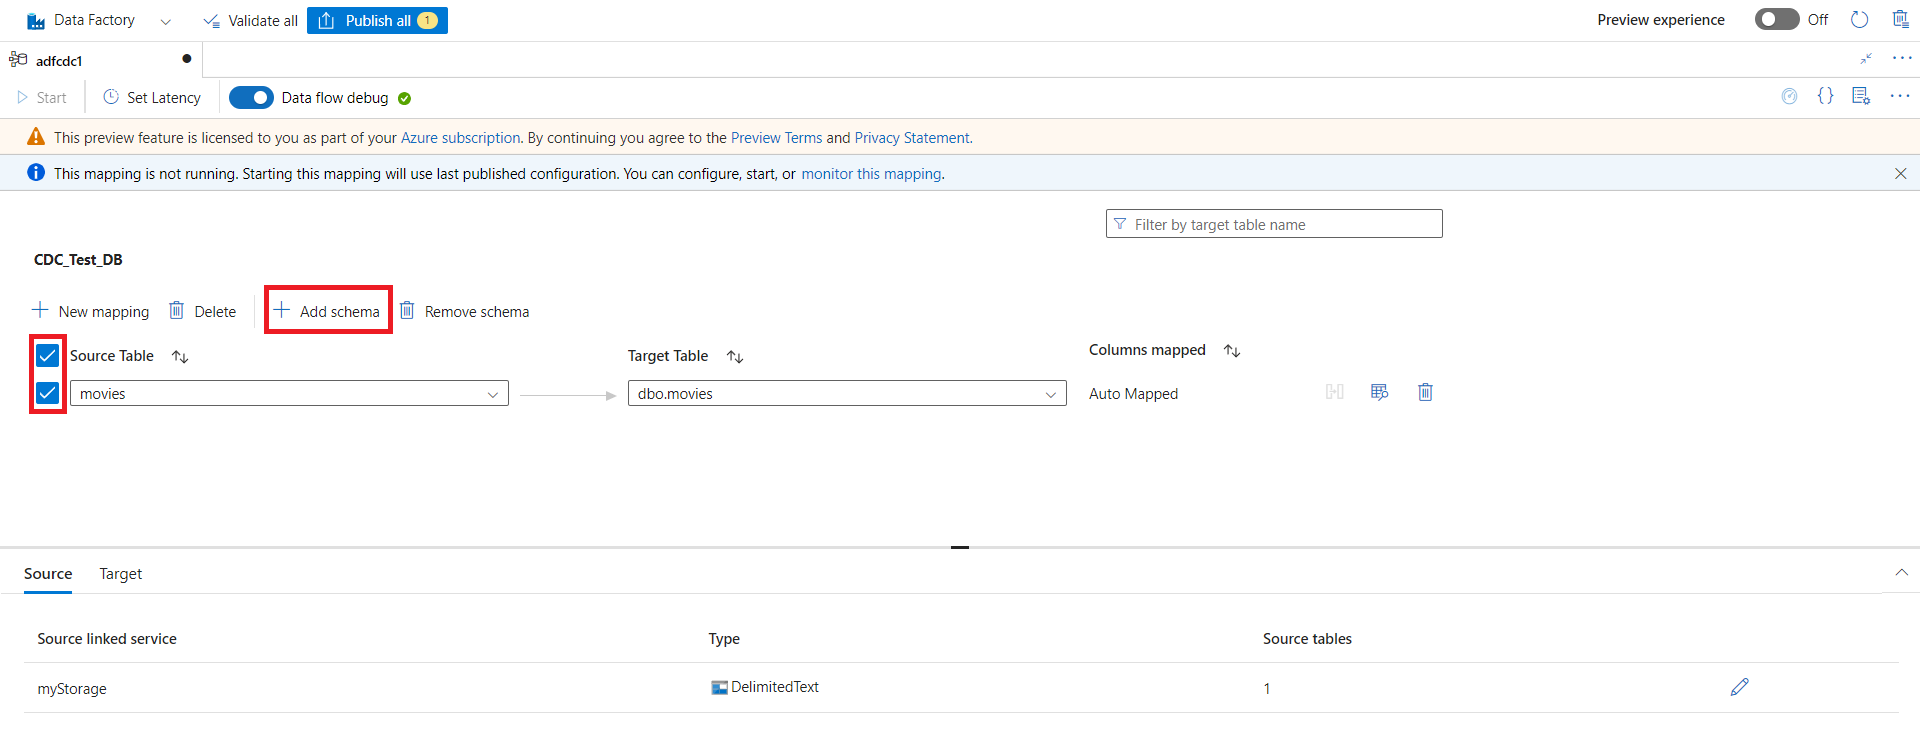 Data Factory Validate all Publish all 1 Preview experience Off
adfcdc1
Start Set Latency Data flow debug
This preview feature is licensed to you as part of your Azure subscription. By continuing you agree to the Preview Terms and Privacy Statement.
This mapping is not running. Starting this mapping will use last published configuration. You can configure, start, or monitor this mapping.
Filter by target table name
CDC_Test_DB
New mapping Delete Add schema Remove schema
Source Table Target Table Columns mapped
movies dbo.movies Auto Mapped
Source Target
Source linked service Type Source tables
myStorage DelimitedText 1